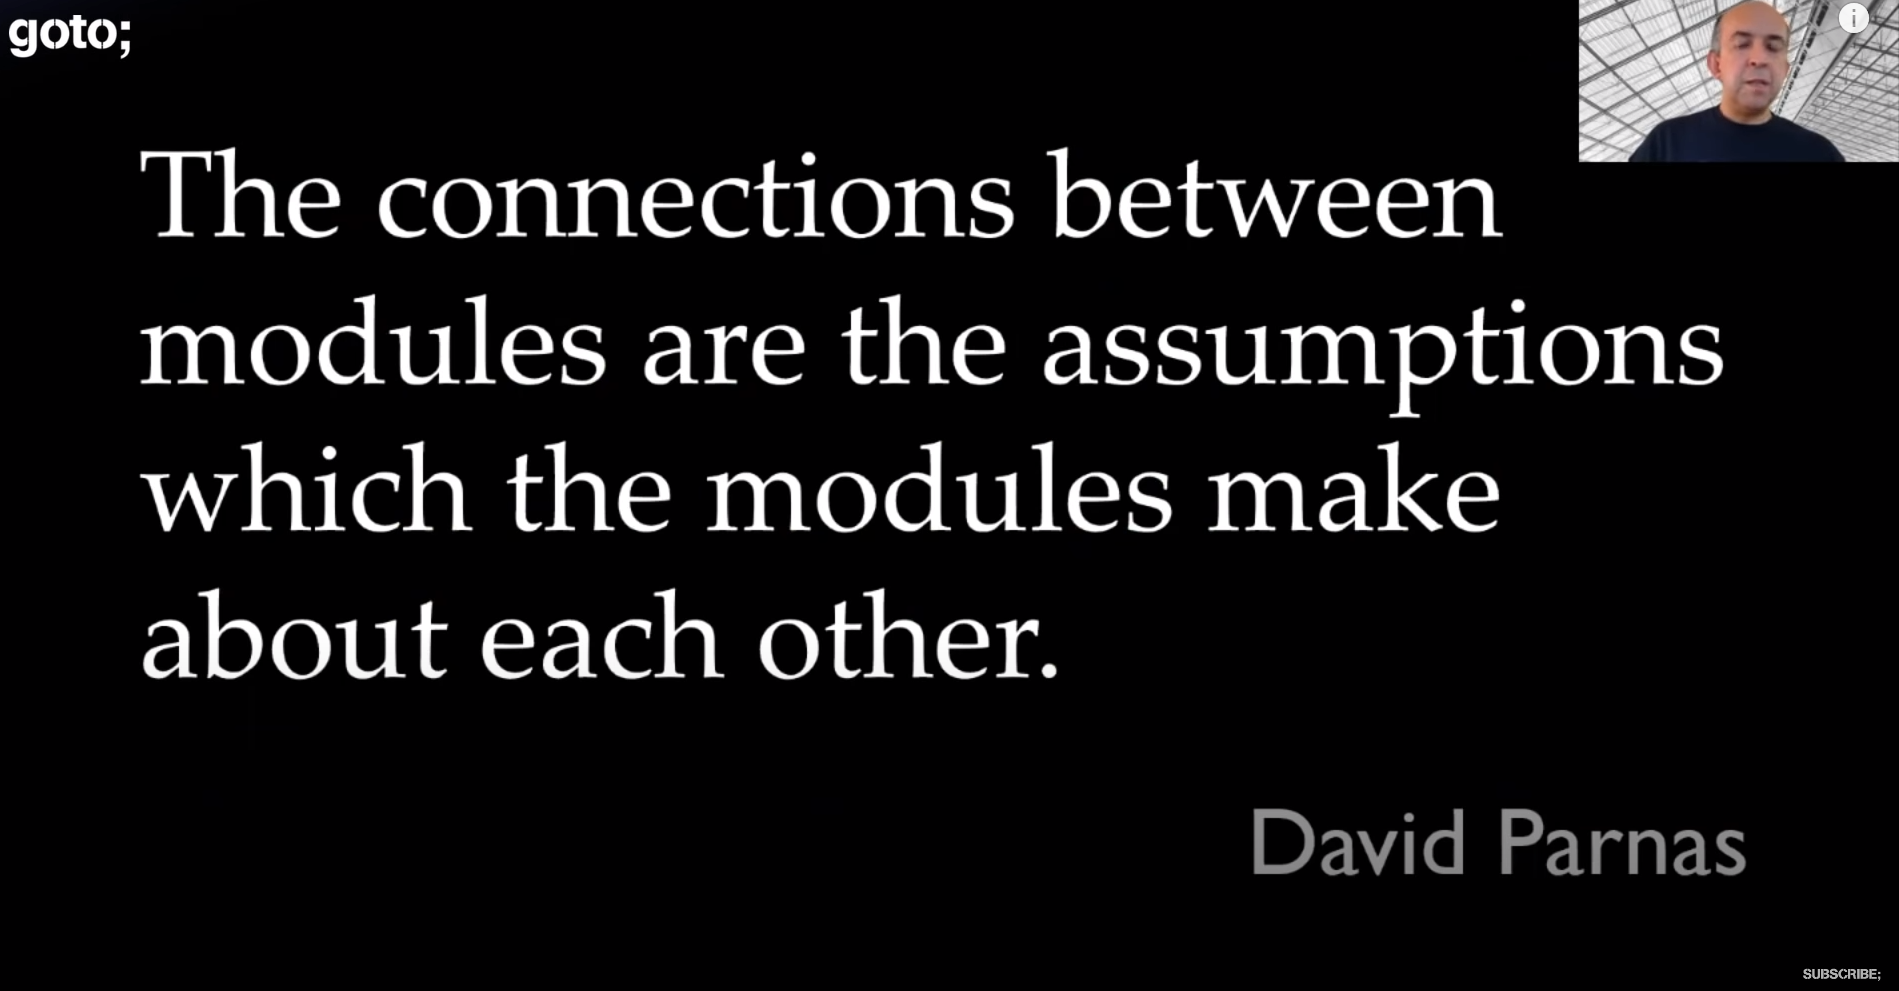 goto;
i
The connections between
modules are the assumptions
which the modules make
about each other.
David Parnas
SUBSCRIBE;